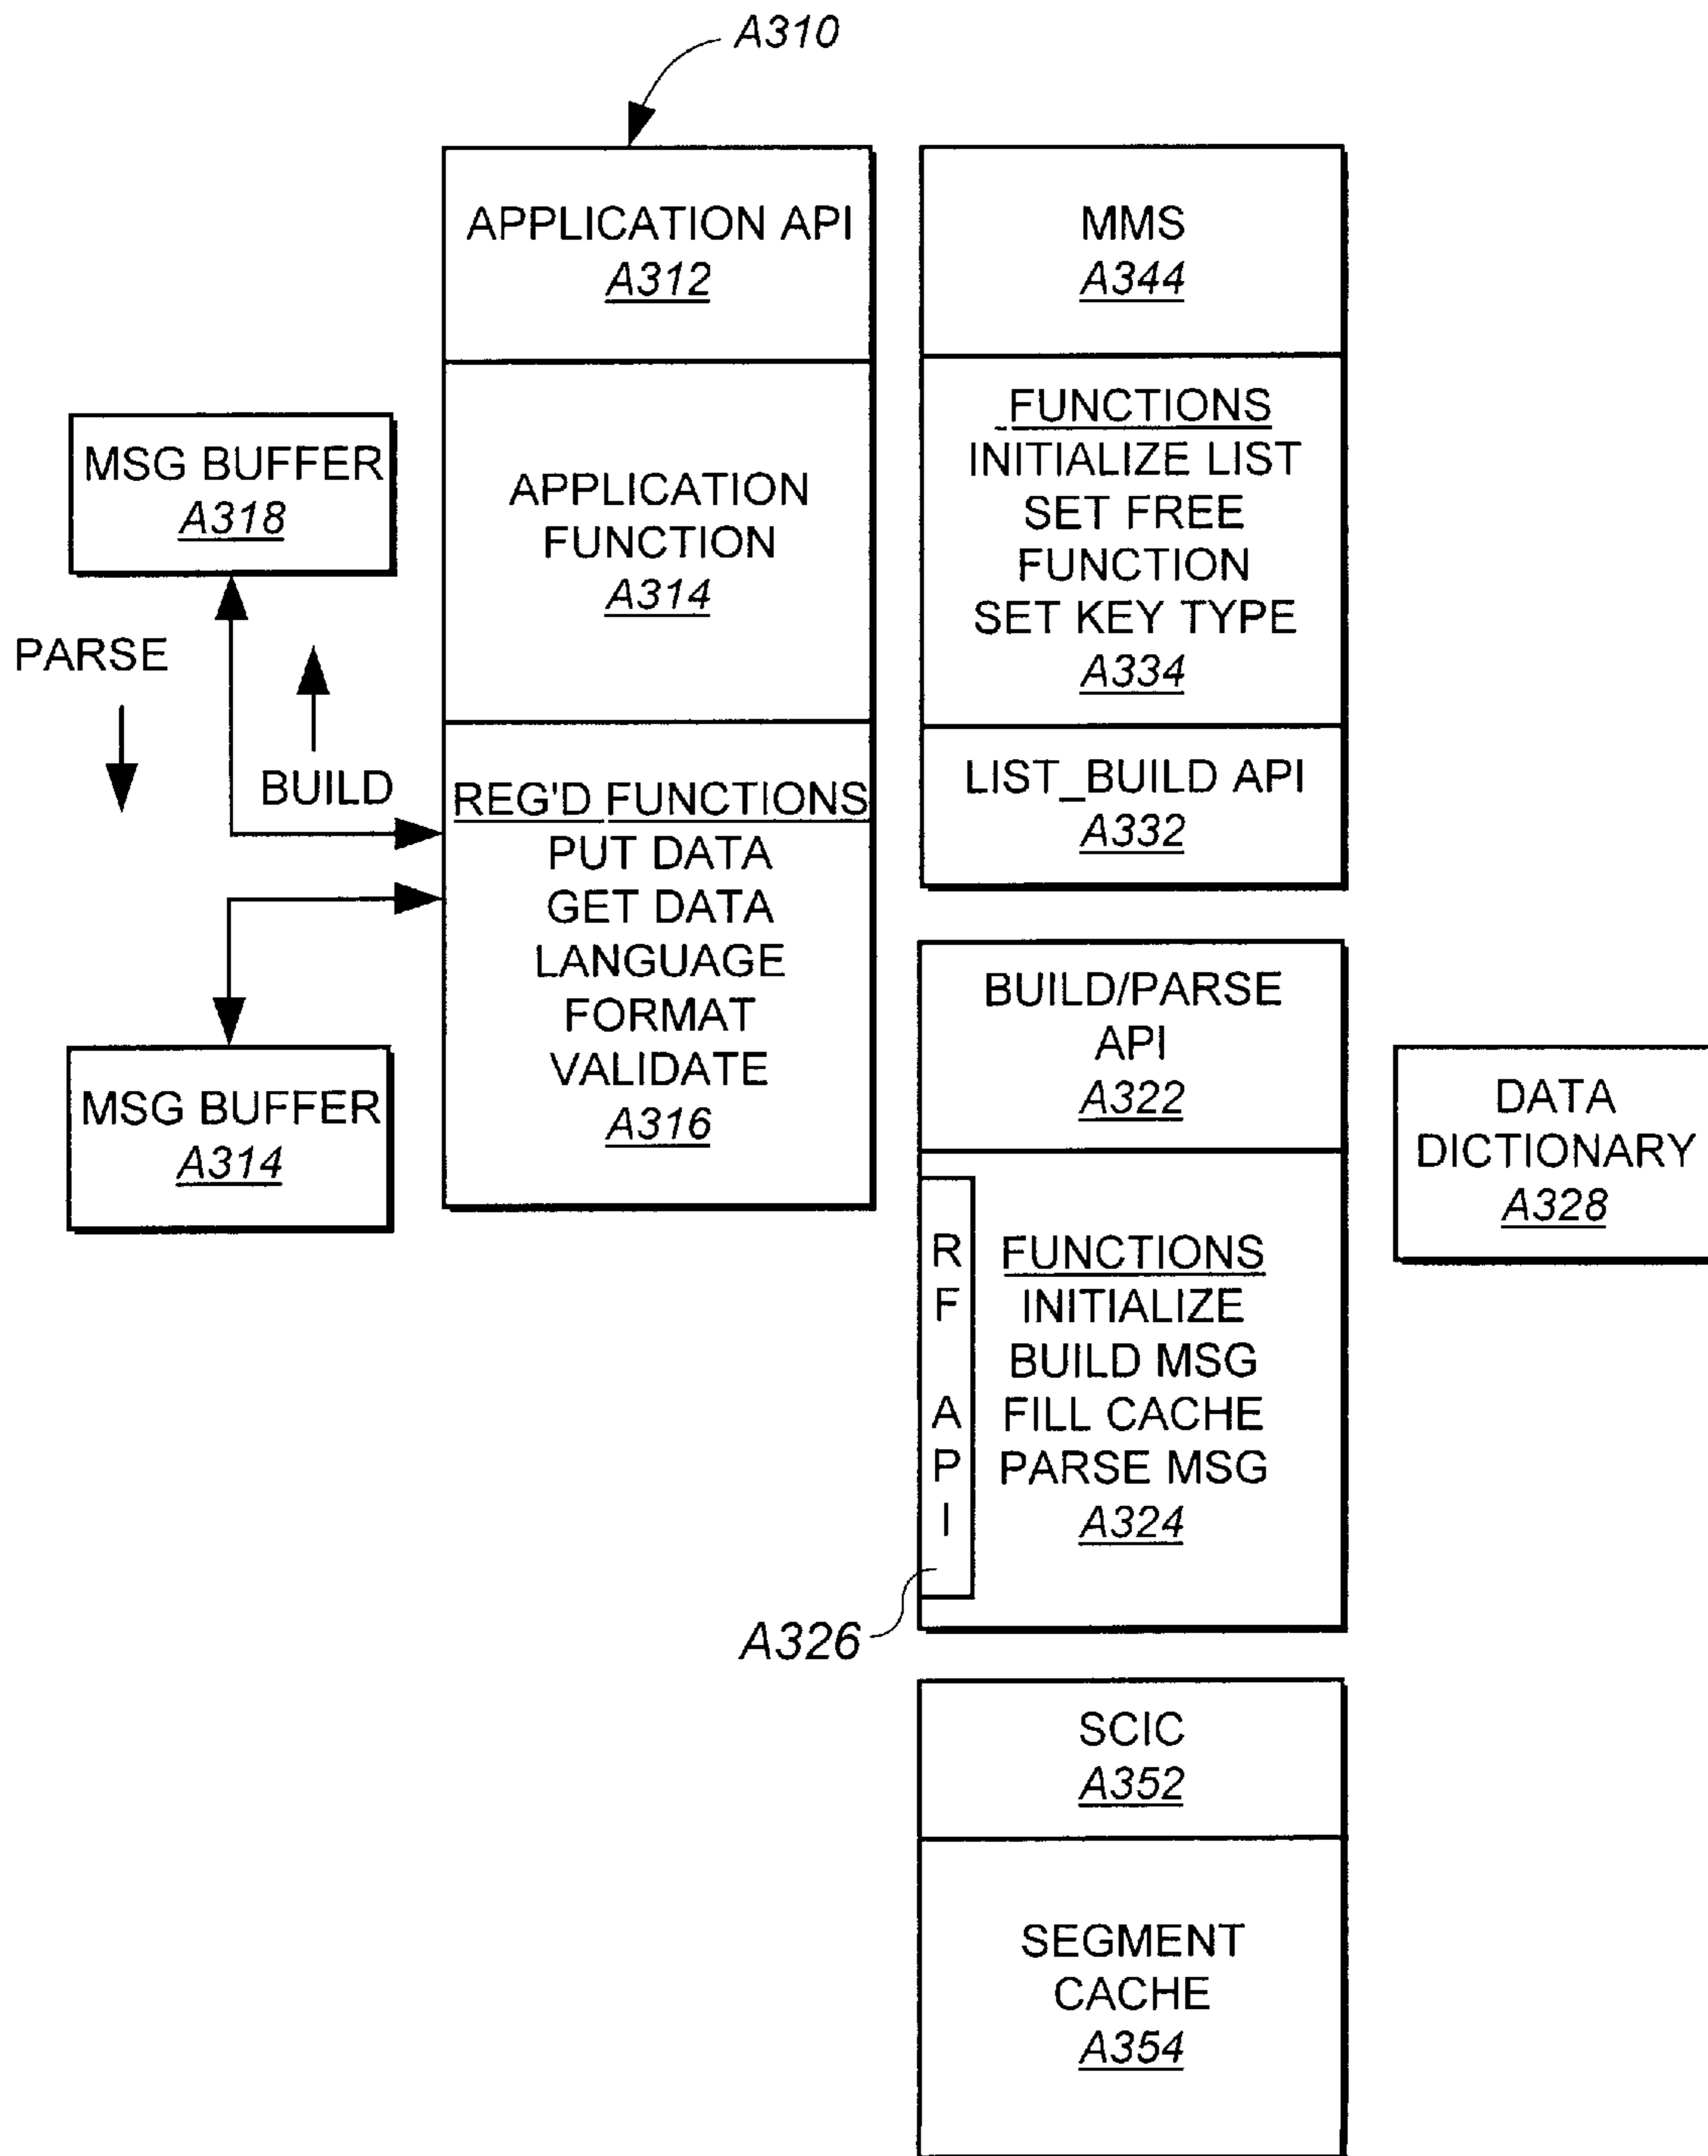 A310
APPLICATION API
A312
APPLICATION
FUNCTION
A314
REG'D FUNCTIONS
PUT DATA
GET DATA
LANGUAGE
FORMAT
VALIDATE
A316
MSG BUFFER
A318
PARSE
BUILD
MSG BUFFER
A314
MMS
A344
FUNCTIONS
INITIALIZE LIST
SET FREE
FUNCTION
SET KEY TYPE
A334
LIST_BUILD API
A332
BUILD/PARSE
API
A322
RF API
FUNCTIONS
INITIALIZE
BUILD MSG
FILL CACHE
PARSE MSG
A324
A326
DATA
DICTIONARY
A328
SCIC
A352
SEGMENT
CACHE
A354